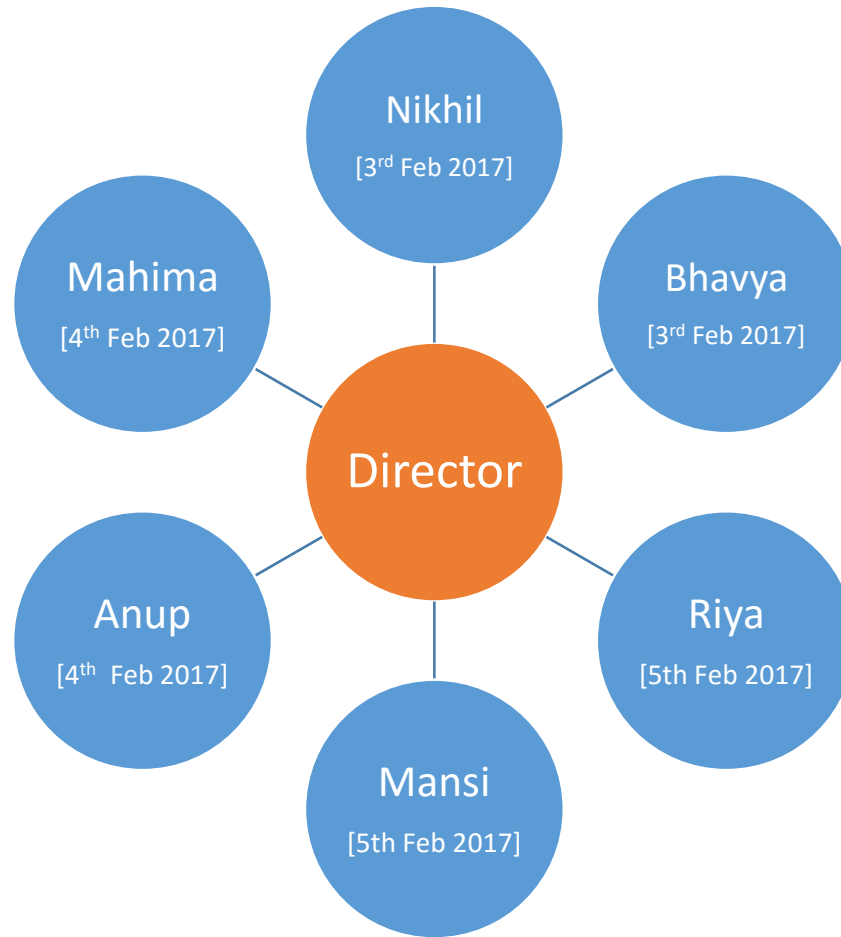 Nikhil
[3rd Feb 2017]
Mahima
[4th Feb 2017]
Bhavya
[3rd Feb 2017]
Director
Anup
[4th  Feb 2017]
Riya
[5th Feb 2017]
Mansi
[5th Feb 2017]